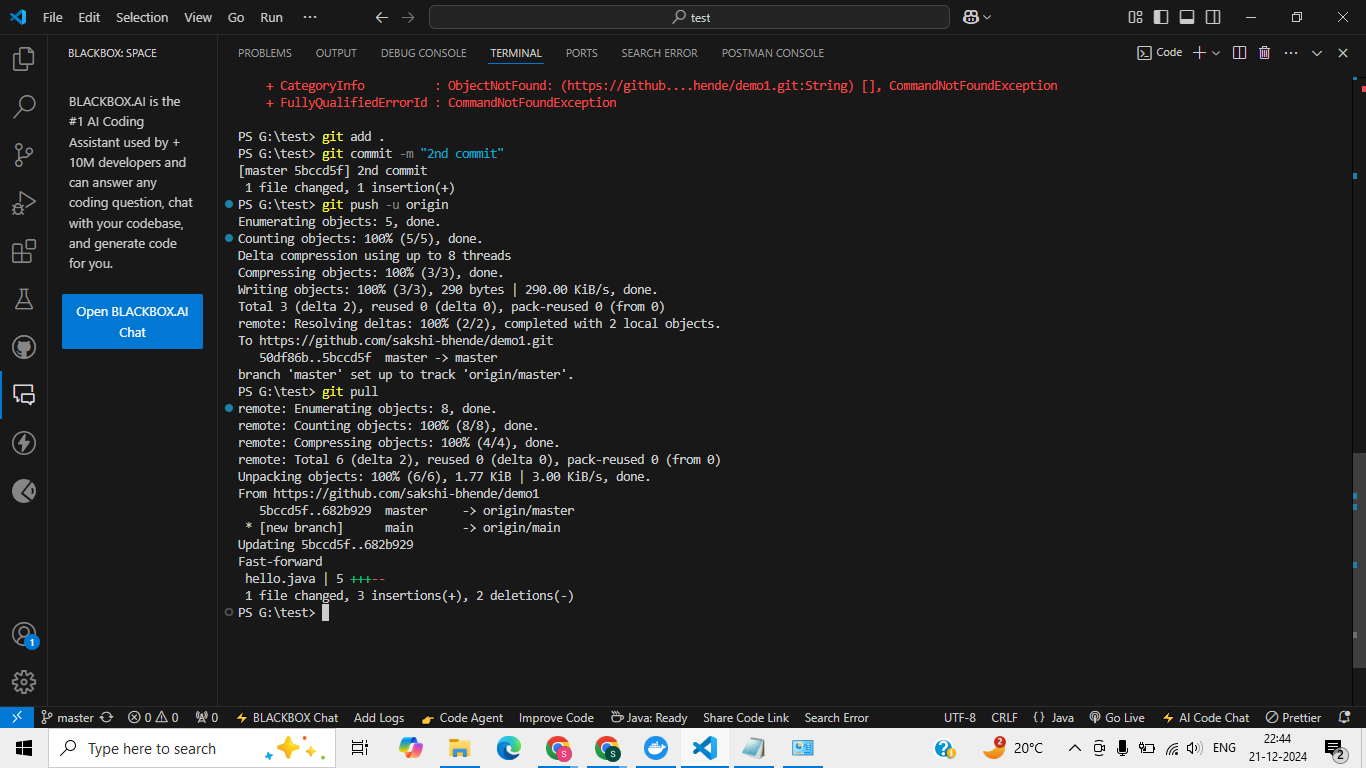 File Edit Selection View Go Run ··· test
BLACKBOX: SPACE
PROBLEMS OUTPUT DEBUG CONSOLE TERMINAL PORTS SEARCH ERROR POSTMAN CONSOLE
Code
BLACKBOX.AI is the
#1 AI Coding
Assistant used by +
10M developers and
can answer any
coding question, chat
with your codebase,
and generate code
for you.
Open BLACKBOX.AI
Chat
+ CategoryInfo : ObjectNotFound: (https://github....hende/demo1.git:String) [], CommandNotFoundException
+ FullyQualifiedErrorId : CommandNotFoundException
PS G:\test> git add .
PS G:\test> git commit -m "2nd commit"
[master 5bccd5f] 2nd commit
1 file changed, 1 insertion(+)
PS G:\test> git push -u origin
Enumerating objects: 5, done.
Counting objects: 100% (5/5), done.
Delta compression using up to 8 threads
Compressing objects: 100% (3/3), done.
Writing objects: 100% (3/3), 290 bytes | 290.00 KiB/s, done.
Total 3 (delta 2), reused 0 (delta 0), pack-reused 0 (from 0)
remote: Resolving deltas: 100% (2/2), completed with 2 local objects.
To https://github.com/sakshi-bhende/demo1.git
50df86b..5bccd5f master -> master
branch 'master' set up to track 'origin/master'.
PS G:\test> git pull
remote: Enumerating objects: 8, done.
remote: Counting objects: 100% (8/8), done.
remote: Compressing objects: 100% (4/4), done.
remote: Total 6 (delta 2), reused 0 (delta 0), pack-reused 0 (from 0)
Unpacking objects: 100% (6/6), 1.77 KiB | 3.00 KiB/s, done.
From https://github.com/sakshi-bhende/demo1
5bccd5f..682b929 master -> origin/master
* [new branch] main -> origin/main
Updating 5bccd5f..682b929
Fast-forward
hello.java | 5 +++--
1 file changed, 3 insertions(+), 2 deletions(-)
PS G:\test>
1
master 0 0 0 BLACKBOX Chat Add Logs Code Agent Improve Code Java: Ready Share Code Link Search Error UTF-8 CRLF {} Java Go Live AI Code Chat Prettier
Type here to search
S S
2 20°C ENG
22:44
21-12-2024
2